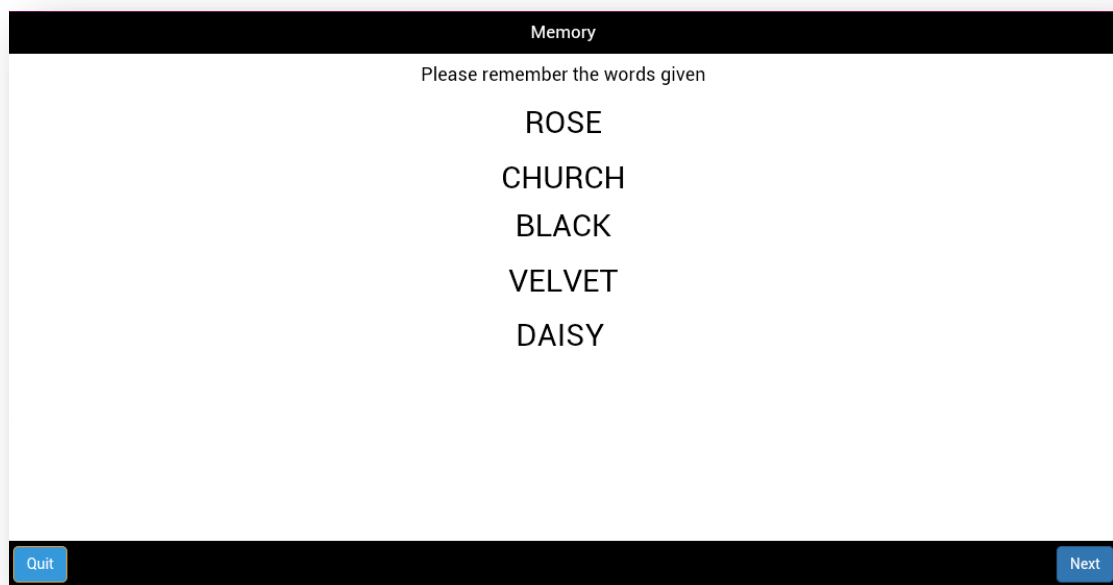 Memory
Please remember the words given
ROSE
CHURCH
BLACK
VELVET
DAISY
Quit
Next